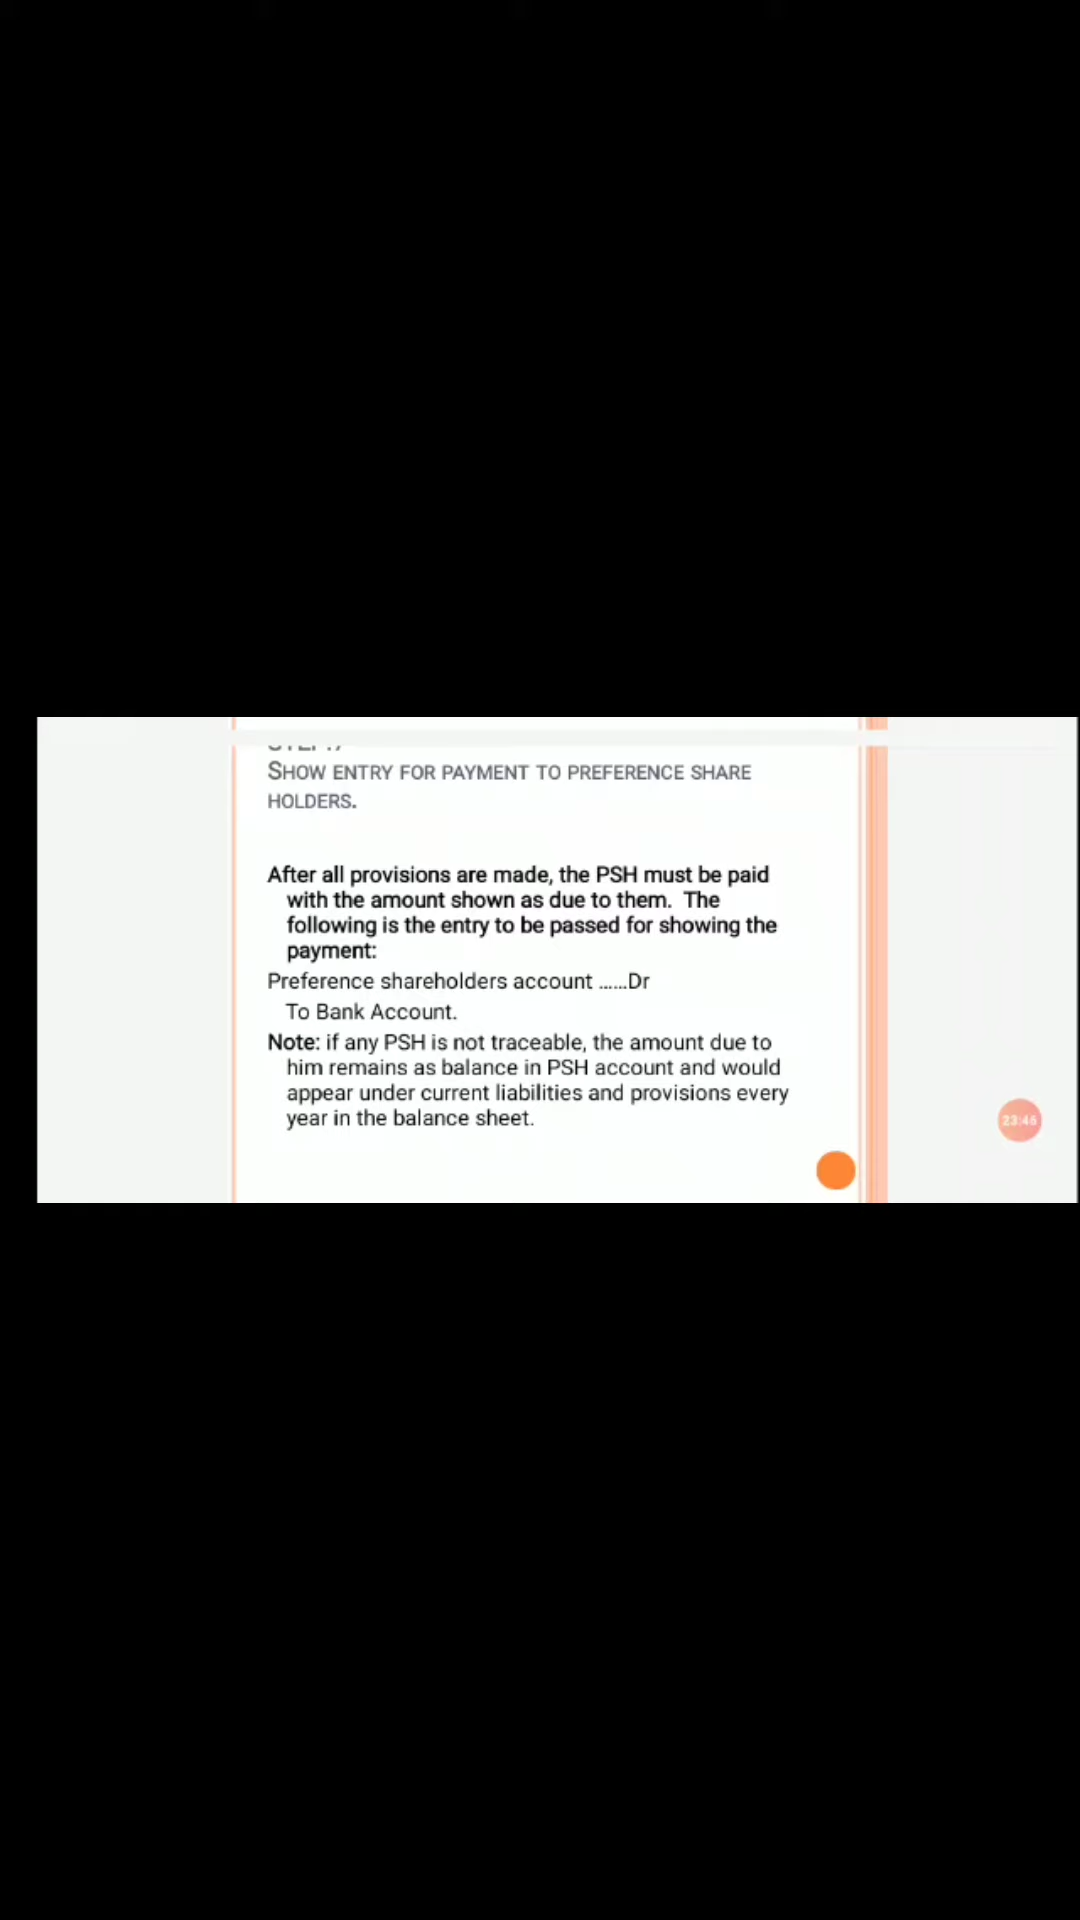 SHOW ENTRY FOR PAYMENT TO PREFERENCE SHARE
HOLDERS.
After all provisions are made, the PSH must be paid
with the amount shown as due to them. The
following is the entry to be passed for showing the
payment:
Preference shareholders account ......Dr
To Bank Account.
Note: if any PSH is not traceable, the amount due to
him remains as balance in PSH account and would
appear under current liabilities and provisions every
year in the balance sheet.
23:46